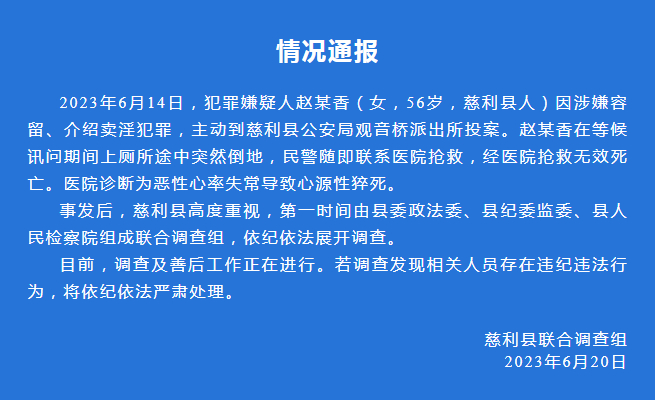 情况通报
2023年6月14日，犯罪嫌疑人赵某香（女，56岁，慈利县人）因涉嫌容
留、介绍卖淫犯罪，主动到慈利县公安局观音桥派出所投案。赵某香在等候
讯问期间上厕所途中突然倒地，民警随即联系医院抢救，经医院抢救无效死
亡。医院诊断为恶性心率失常导致心源性猝死。
事发后，慈利县高度重视，第一时间由县委政法委、县纪委监委、县人
民检察院组成联合调查组，依纪依法展开调查。
目前，调查及善后工作正在进行。若调查发现相关人员存在违纪违法行
为，将依纪依法严肃处理。
慈利县联合调查组
2023年6月20日